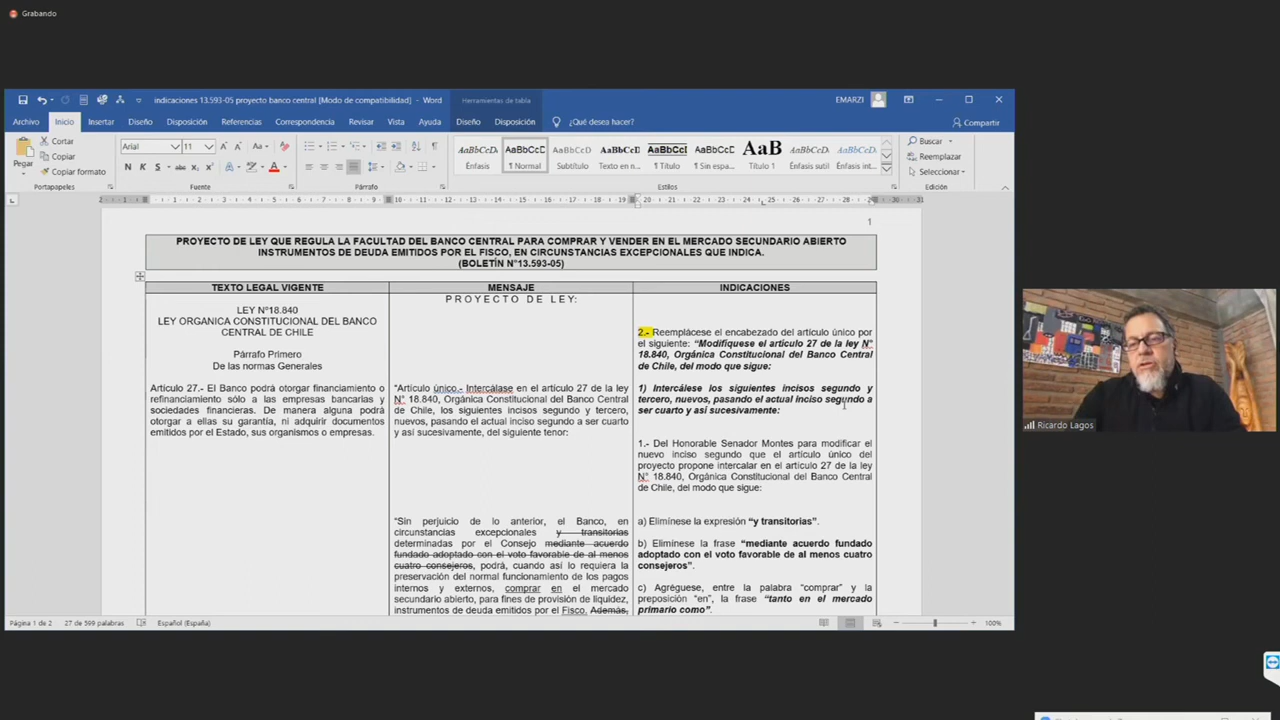 Grabando
indicaciones 13.593-05 proyecto banco central [Modo de compatibilidad] - Word
Herramientas de tabla
EMARZI
Archivo Inicio Insertar Diseño Disposición Referencias Correspondencia Revisar Vista Ayuda Diseño Disposición ¿Qué desea hacer? Compartir
Pegar
Cortar
Copiar
Copiar formato
Portapapeles
Arial 11
N K S abc x₂ x²
Fuente
Párrafo
AaBbCcDc AaBbCcC AaBbCcD AaBbCcDc AaBbCcC AaBbCcC AaB AaBbCcDc AaBbCcDc
Énfasis ¶ Normal Subtítulo Texto en n... ¶ Título ¶ Sin espa... Título 1 Énfasis sutil Énfasis int...
Estilos
Buscar
Reemplazar
Seleccionar
Edición
1
PROYECTO DE LEY QUE REGULA LA FACULTAD DEL BANCO CENTRAL PARA COMPRAR Y VENDER EN EL MERCADO SECUNDARIO ABIERTO
INSTRUMENTOS DE DEUDA EMITIDOS POR EL FISCO, EN CIRCUNSTANCIAS EXCEPCIONALES QUE INDICA.
(BOLETÍN N°13.593-05)
TEXTO LEGAL VIGENTE
LEY N°18.840
LEY ORGANICA CONSTITUCIONAL DEL BANCO
CENTRAL DE CHILE
Párrafo Primero
De las normas Generales
Artículo 27.- El Banco podrá otorgar financiamiento o
refinanciamiento sólo a las empresas bancarias y
sociedades financieras. De manera alguna podrá
otorgar a ellas su garantía, ni adquirir documentos
emitidos por el Estado, sus organismos o empresas.
MENSAJE
P R O Y E C T O D E L E Y:
"Artículo único.- Intercálase en el artículo 27 de la ley
N° 18.840, Orgánica Constitucional del Banco Central
de Chile, los siguientes incisos segundo y tercero,
nuevos, pasando el actual inciso segundo a ser cuarto
y así sucesivamente, del siguiente tenor:
"Sin perjuicio de lo anterior, el Banco, en
circunstancias excepcionales y transitorias
determinadas por el Consejo mediante acuerdo
fundado adoptado con el voto favorable de al menos
cuatro consejeros, podrá, cuando así lo requiera la
preservación del normal funcionamiento de los pagos
internos y externos, comprar en el mercado
secundario abierto, para fines de provisión de liquidez,
instrumentos de deuda emitidos por el Fisco. Además,
INDICACIONES
2.- Reemplácese el encabezado del artículo único por
el siguiente: "Modifíquese el artículo 27 de la ley N°
18.840, Orgánica Constitucional del Banco Central
de Chile, del modo que sigue:
1) Intercálese los siguientes incisos segundo y
tercero, nuevos, pasando el actual inciso segundo a
ser cuarto y así sucesivamente:
1.- Del Honorable Senador Montes para modificar el
nuevo inciso segundo que el artículo único del
proyecto propone intercalar en el artículo 27 de la ley
N° 18.840, Orgánica Constitucional del Banco Central
de Chile, del modo que sigue:
a) Elimínese la expresión "y transitorias".
b) Elimínese la frase "mediante acuerdo fundado
adoptado con el voto favorable de al menos cuatro
consejeros".
c) Agréguese, entre la palabra "comprar" y la
preposición "en", la frase "tanto en el mercado
primario como".
Ricardo Lagos
Página 1 de 2 27 de 599 palabras Español (España) 100%